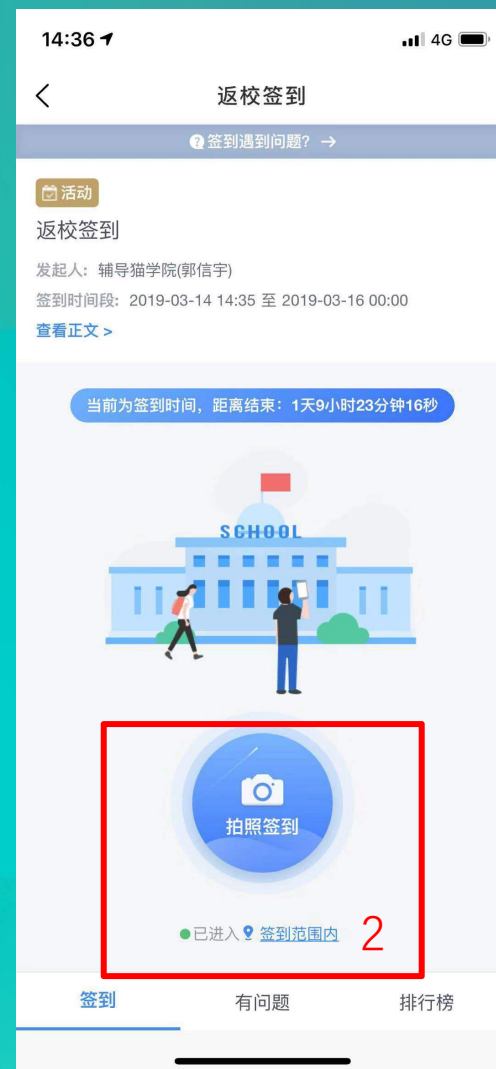 14:36 4G
返校签到
签到遇到问题? →
活动
返校签到
发起人: 辅导猫学院(郭信宇)
签到时间段: 2019-03-14 14:35 至 2019-03-16 00:00
查看正文 >
当前为签到时间, 距离结束: 1天9小时23分钟16秒
SCHOOL
拍照签到
已进入 签到范围内 2
签到 有问题 排行榜